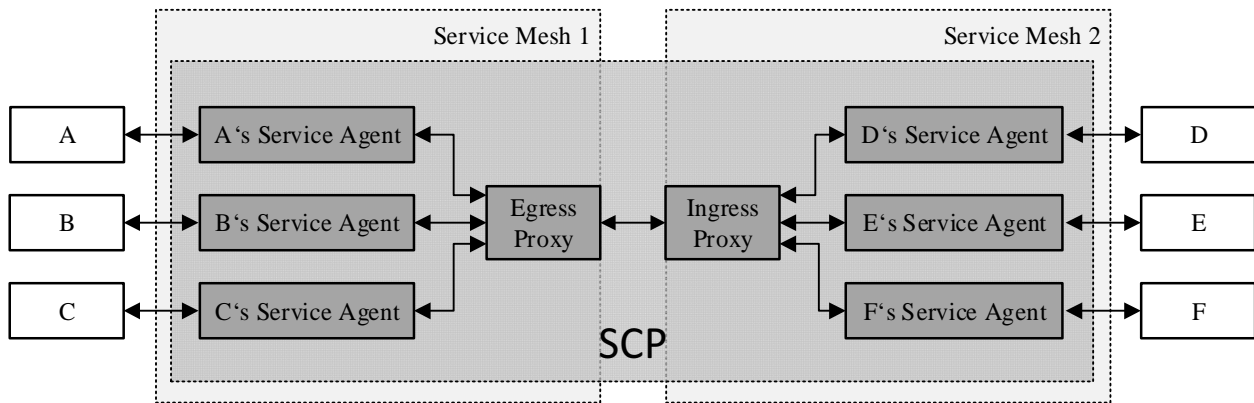 Service Mesh 1
Service Mesh 2
A
A‘s Service Agent
D‘s Service Agent
D
B
B‘s Service Agent
Egress
Proxy
Ingress
Proxy
E‘s Service Agent
E
C
C‘s Service Agent
F‘s Service Agent
F
SCP